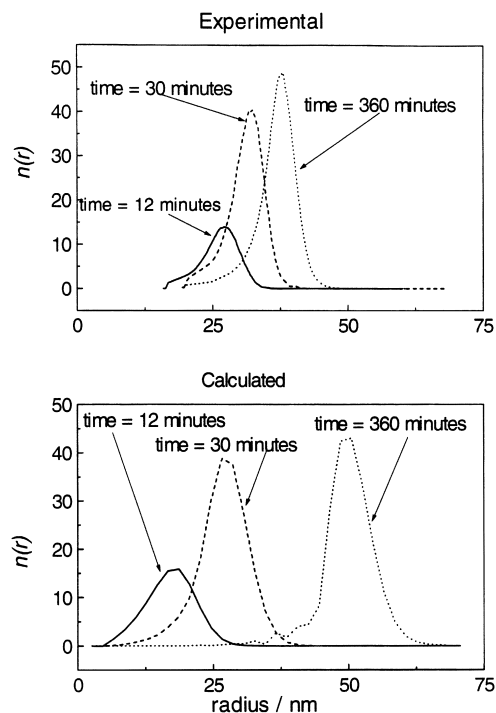 Experimental
50
time = 30 minutes
time = 360 minutes
40
n(r)
30
20
time = 12 minutes
10
0
0 25 50 75
Calculated
50
time = 12 minutes
time = 360 minutes
time = 30 minutes
40
n(r)
30
20
10
0
0 25 50 75
radius / nm